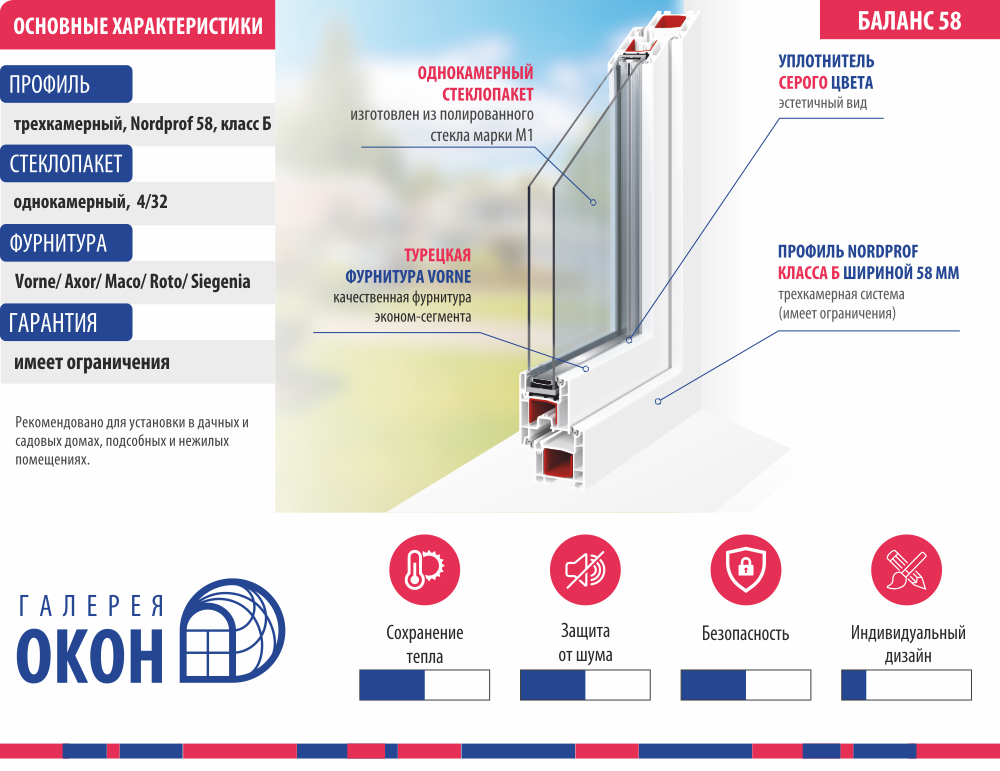 ОСНОВНЫЕ ХАРАКТЕРИСТИКИ
ПРОФИЛЬ
трехкамерный, Nordprof 58, класс Б
СТЕКЛОПАКЕТ
однокамерный, 4/32
ФУРНИТУРА
Vorne/ Axor/ Maco/ Roto/ Siegenia
ГАРАНТИЯ
имеет ограничения
Рекомендовано для установки в дачных и
садовых домах, подсобных и нежилых
помещениях.
БАЛАНС 58
ОДНОКАМЕРНЫЙ
СТЕКЛОПАКЕТ
изготовлен из полированного
стекла марки М1
УПЛОТНИТЕЛЬ
СЕРОГО ЦВЕТА
эстетичный вид
ТУРЕЦКАЯ
ФУРНИТУРА VORNE
качественная фурнитура
эконом-сегмента
ПРОФИЛЬ NORDPROF
КЛАССА Б ШИРИНОЙ 58 ММ
трехкамерная система
(имеет ограничения)
ГАЛЕРЕЯ
ОКОН
Сохранение
тепла
Защита
от шума
Безопасность
Индивидуальный
дизайн